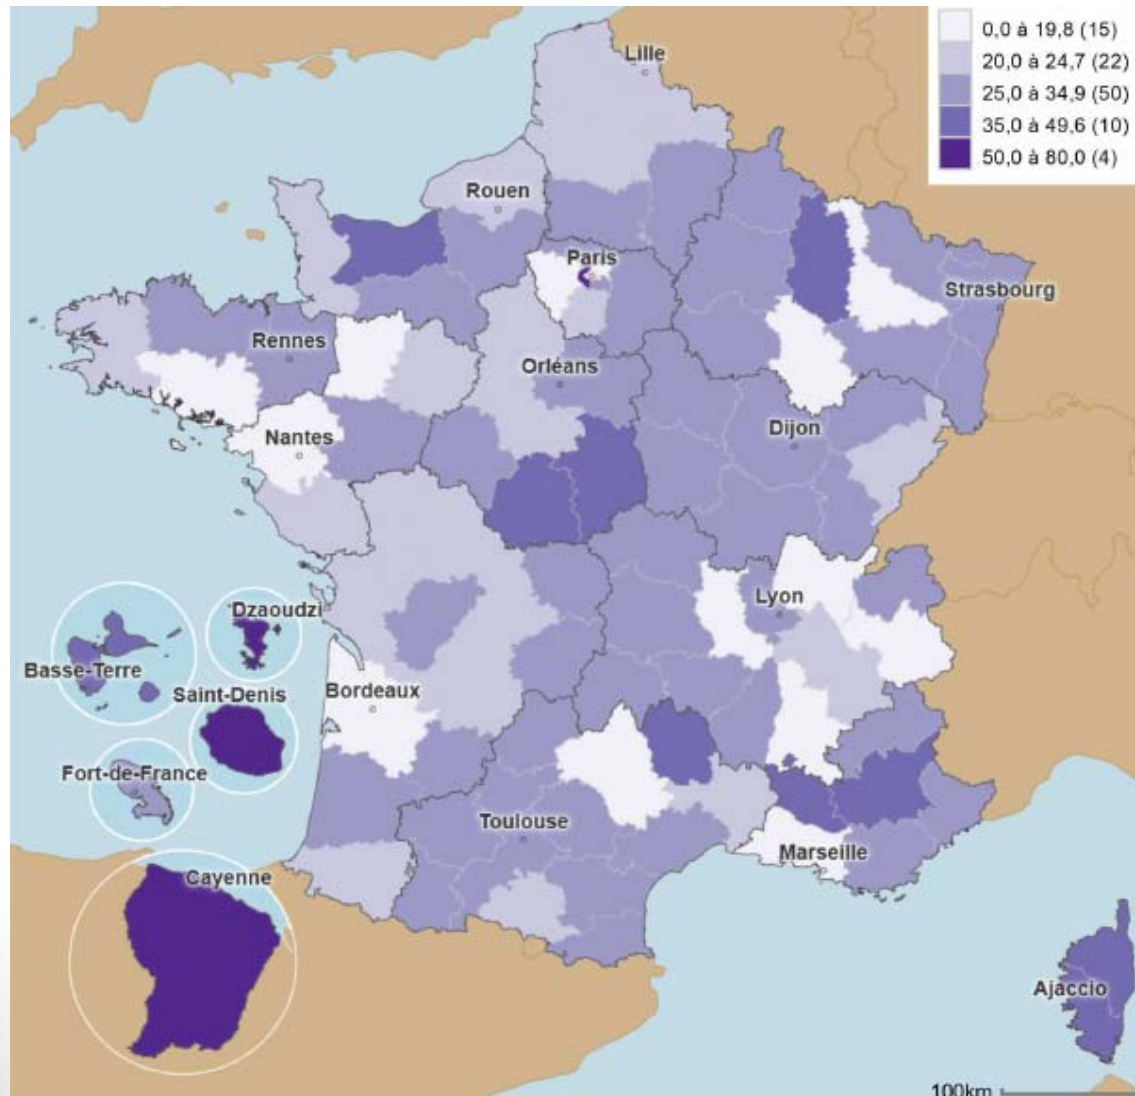 0,0 à 19,8 (15)
20,0 à 24,7 (22)
25,0 à 34,9 (50)
35,0 à 49,6 (10)
50,0 à 80,0 (4)
Lille
Rouen
Paris
Strasbourg
Rennes
Orléans
Dijon
Nantes
Lyon
Dzaoudzi
Basse-Terre
Saint-Denis
Bordeaux
Fort-de-France
Toulouse
Marseille
Cayenne
Ajaccio
100km